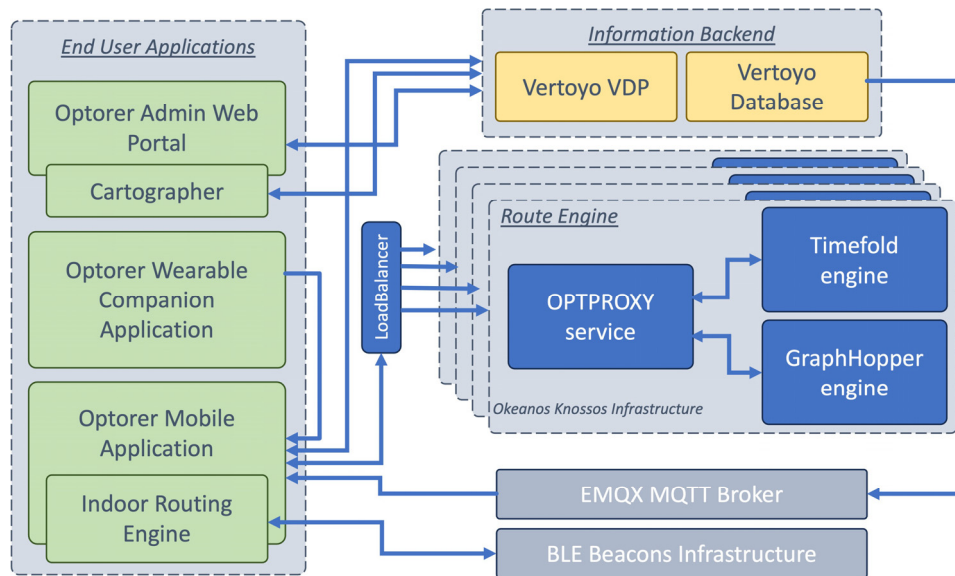 End User Applications
Optorer Admin Web
Portal
Cartographer
Optorer Wearable
Companion
Application
Optorer Mobile
Application
Indoor Routing
Engine
Information Backend
Vertoyo VDP
Vertoyo
Database
LoadBalancer
Route Engine
OPTPROXY
service
Timefold
engine
GraphHopper
engine
Okeanos Knossos Infrastructure
EMQX MQTT Broker
BLE Beacons Infrastructure